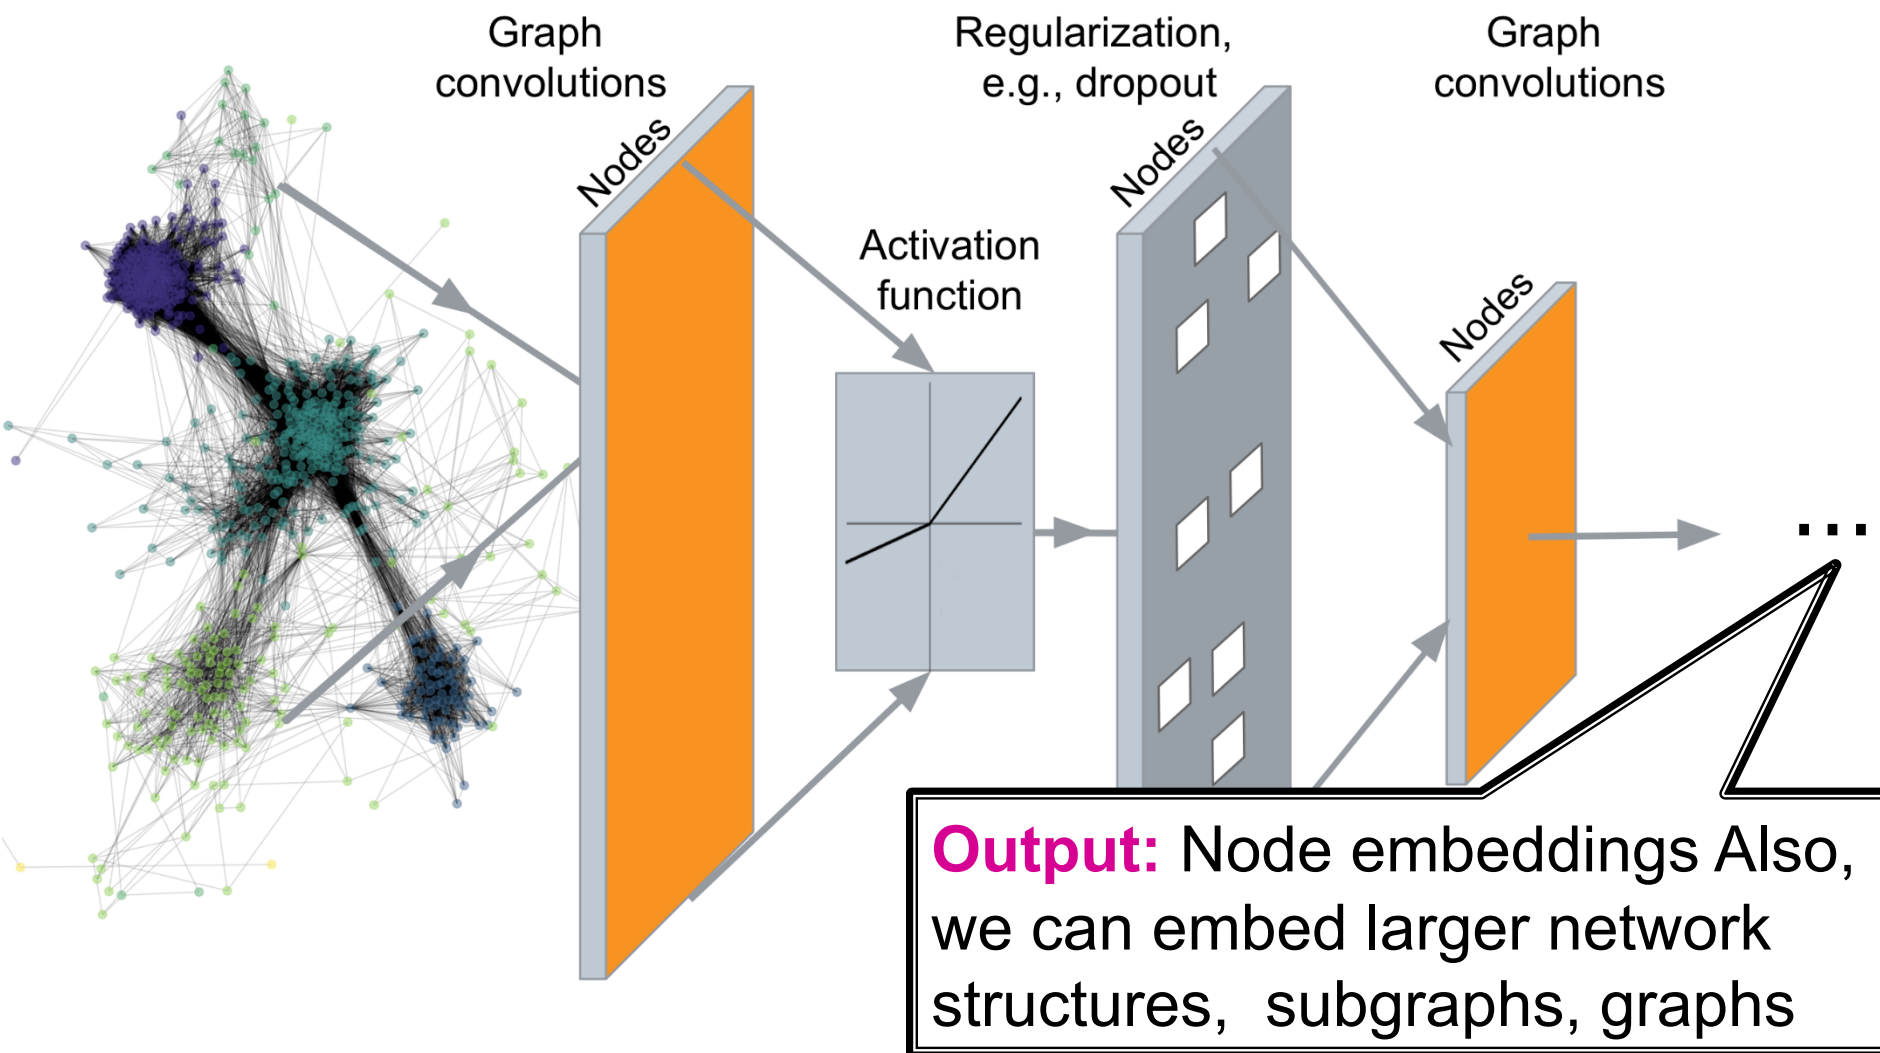 Graph
convolutions
Regularization,
e.g., dropout
Graph
convolutions
Nodes
Nodes
Activation
function
Nodes
...
Output: Node embeddings Also,
we can embed larger network
structures,  subgraphs, graphs